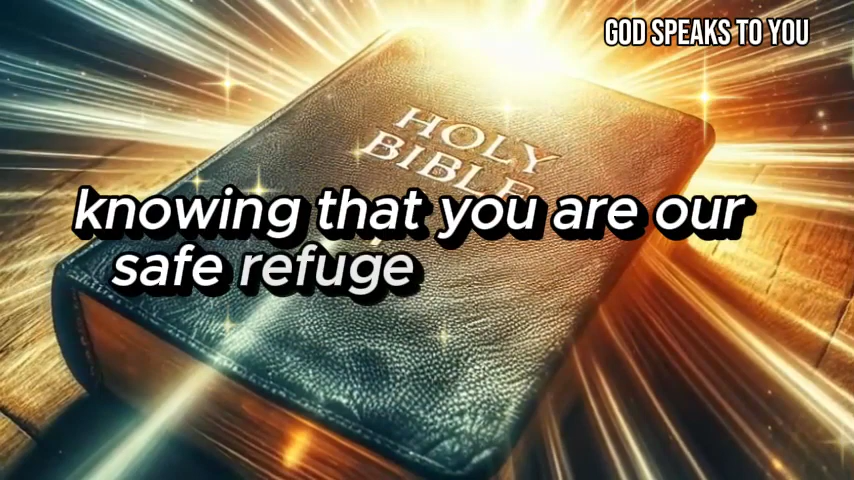 GOD SPEAKS TO YOU
HOLY
BIBLE
knowing that you are our
safe refuge